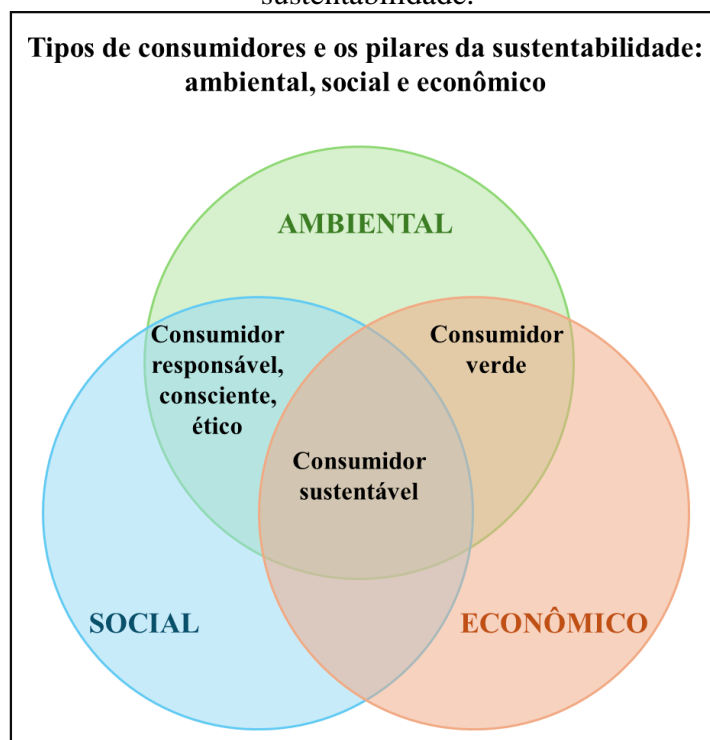 sustentabilidade.
Tipos de consumidores e os pilares da sustentabilidade:
ambiental, social e econômico
AMBIENTAL
Consumidor
responsável,
consciente,
ético
Consumidor
verde
Consumidor
sustentável
SOCIAL
ECONÔMICO